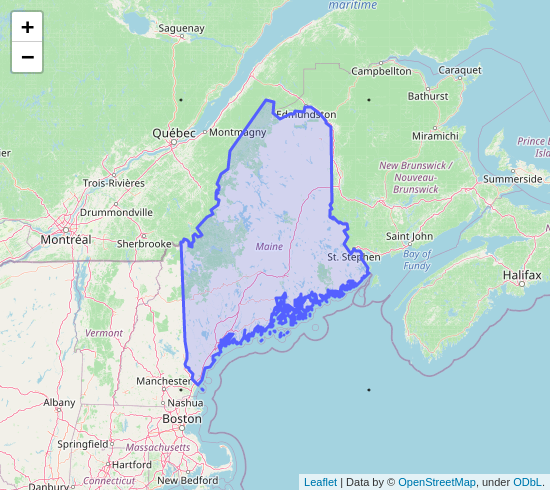 maritime
+
−
Saguenay
Campbellton
Caraquet
Bathurst
Edmundston
Québec
Montmagny
Miramichi
Prince E
Isl
er
New Brunswick /
Nouveau-
Brunswick
Trois-Rivières
Summerside
Drummondville
Montréal
Sherbrooke
Saint John
Maine
St. Stephen
Bay of
Fundy
Halifax
Vermont
Manchester
Albany
Nashua
Boston
Springfield
Massachusetts
Hartford
Connecticut
New Bedford
Danbury
Leaflet | Data by © OpenStreetMap, under ODbL.